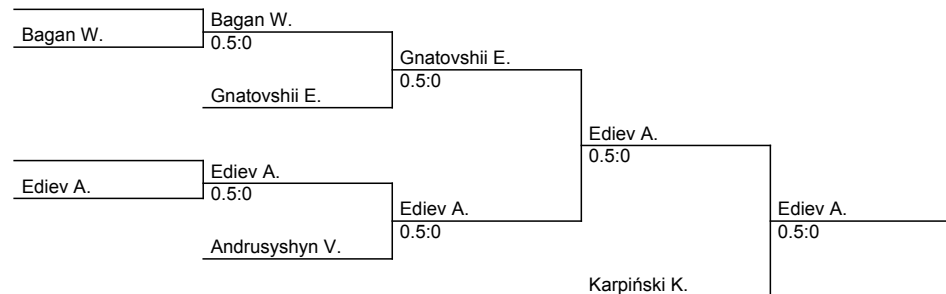 Bagan W.
Bagan W.
0.5:0
Gnatovshii E.
Gnatovshii E.
0.5:0
Ediev A.
Ediev A.
0.5:0
Andrusyshyn V.
Ediev A.
0.5:0
Ediev A.
0.5:0
Karpiński K.
Ediev A.
0.5:0